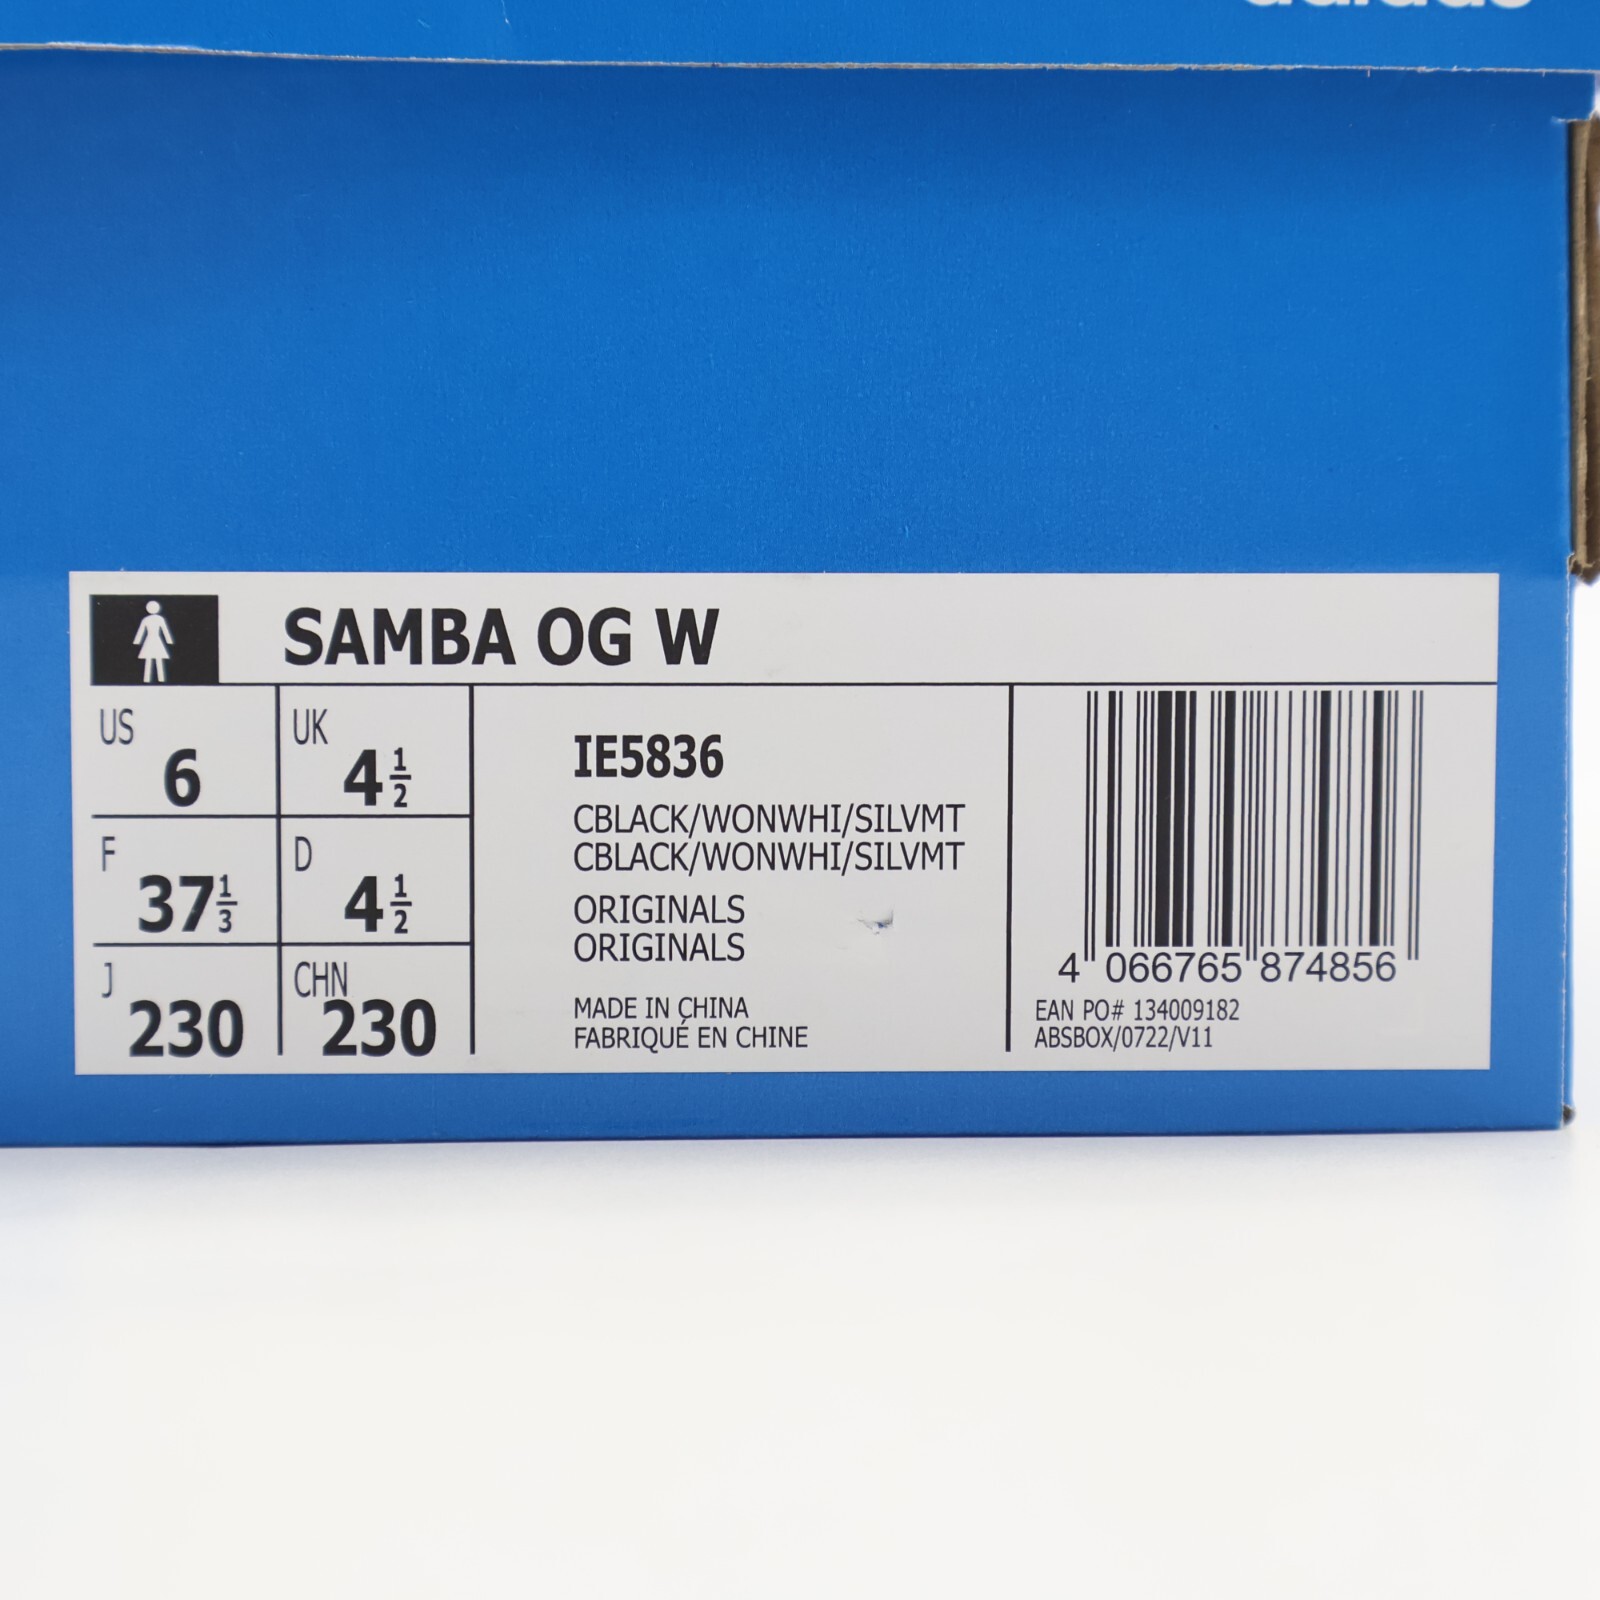 adidas
SAMBA OG W
US 6 UK 4 1/2
F 37 1/3 D 4 1/2
J 230 CHN 230
IE5836
CBLACK/WONWHI/SILVMT
CBLACK/WONWHI/SILVMT
ORIGINALS
ORIGINALS
MADE IN CHINA
FABRIQUÉ EN CHINE
4 066765 874856
EAN PO# 134009182
ABSBOX/0722/V11